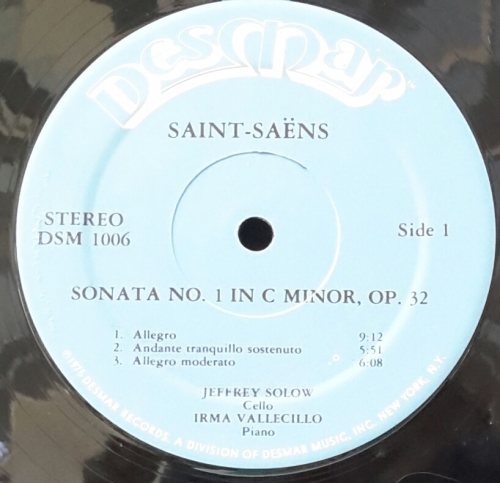 Desmar
SAINT-SAËNS
STEREO
DSM 1006
Side 1
SONATA NO. 1 IN C MINOR, OP. 32
1. Allegro 9:12
2. Andante tranquillo sostenuto 5:51
3. Allegro moderato 6:08
JEFFREY SOLOW
Cello
IRMA VALLECILLO
Piano
DESMAR RECORDS, A DIVISION OF DESMAR MUSIC, INC. NEW YORK, N.Y.